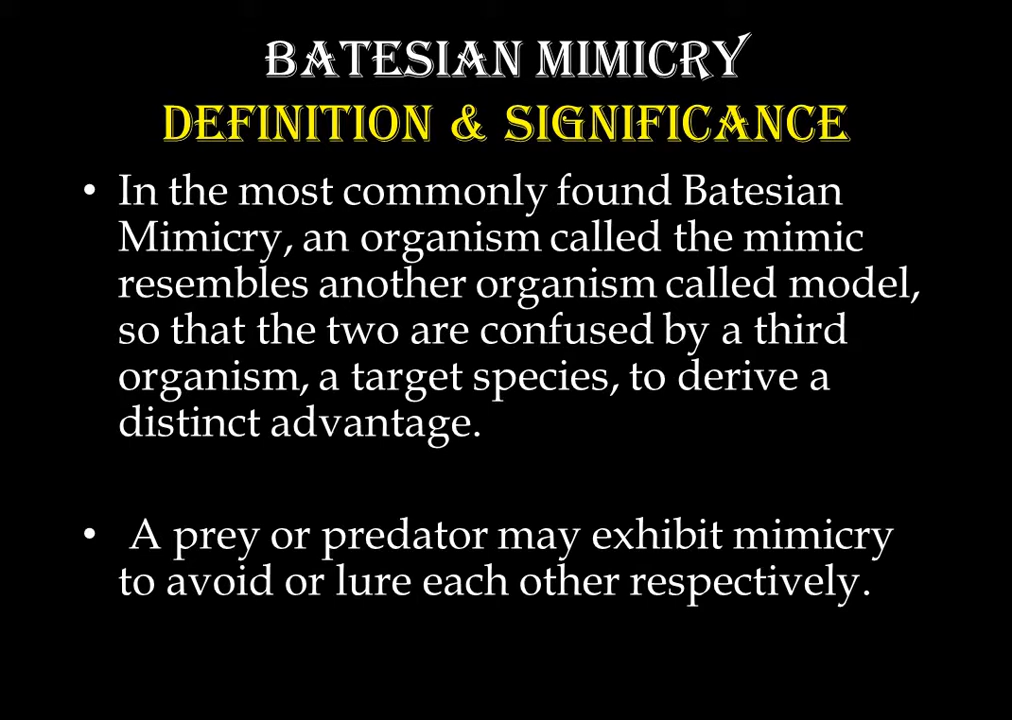 BATESIAN MIMICRY
DEFINITION & SIGNIFICANCE
• In the most commonly found Batesian
Mimicry, an organism called the mimic
resembles another organism called model,
so that the two are confused by a third
organism, a target species, to derive a
distinct advantage.
• A prey or predator may exhibit mimicry
to avoid or lure each other respectively.